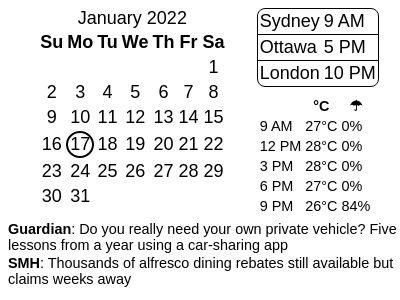 January 2022
Su Mo Tu We Th Fr Sa
1
2 3 4 5 6 7 8
9 10 11 12 13 14 15
16 17 18 19 20 21 22
23 24 25 26 27 28 29
30 31
Sydney 9 AM
Ottawa 5 PM
London 10 PM
°C ☂
9 AM 27°C 0%
12 PM 28°C 0%
3 PM 28°C 0%
6 PM 27°C 0%
9 PM 26°C 84%
Guardian: Do you really need your own private vehicle? Five
lessons from a year using a car-sharing app
SMH: Thousands of alfresco dining rebates still available but
claims weeks away